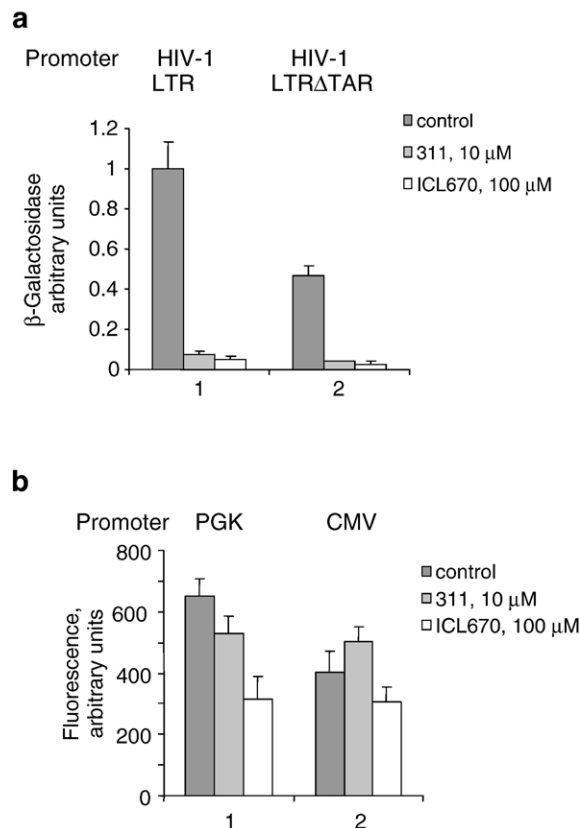 a
Promoter HIV-1 HIV-1
LTR LTRΔTAR
control
311, 10 μM
ICL670, 100 μM
β-Galactosidase
arbitrary units
1.2
1
0.8
0.6
0.4
0.2
0
1 2
b
Promoter PGK CMV
control
311, 10 μM
ICL670, 100 μM
Fluorescence,
arbitrary units
800
600
400
200
0
1 2